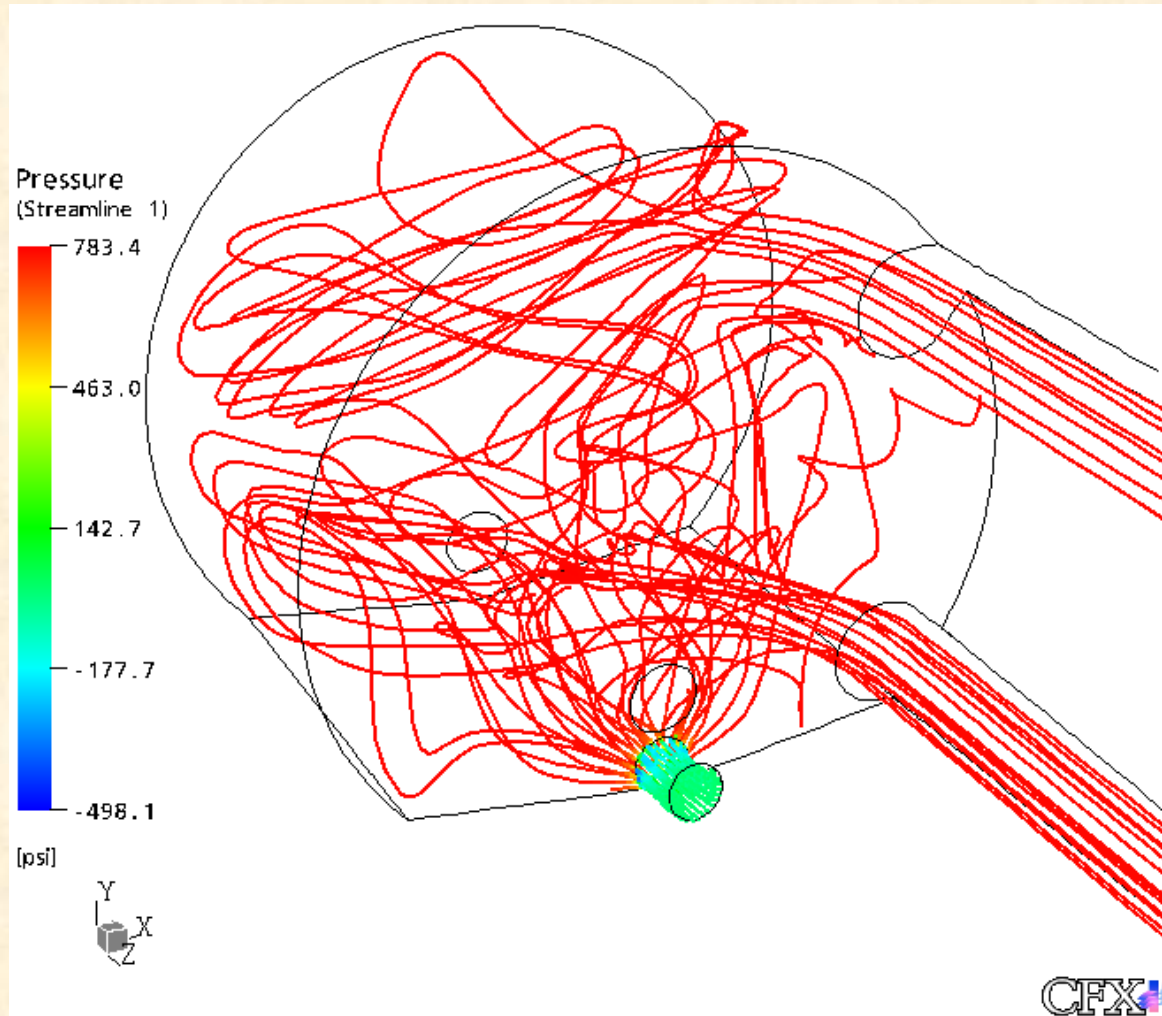 Pressure
(Streamline 1)
783.4
463.0
142.7
-177.7
-498.1
[psi]
Y
X
Z
CFX